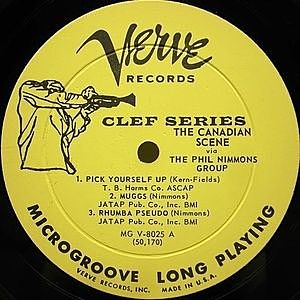 Verve
RECORDS
CLEF SERIES
THE CANADIAN
SCENE
via
THE PHIL NIMMONS
GROUP
1. PICK YOURSELF UP (Kern-Fields)
T. B. Harms Co. ASCAP
2. MUGGS (Nimmons)
JATAP Pub. Co., Inc. BMI
3. RHUMBA PSEUDO (Nimmons)
JATAP Pub. Co., Inc. BMI
MG V-8025 A
(50,170)
MICROGROOVE LONG PLAYING
VERVE RECORDS, INC. MADE IN U.S.A.